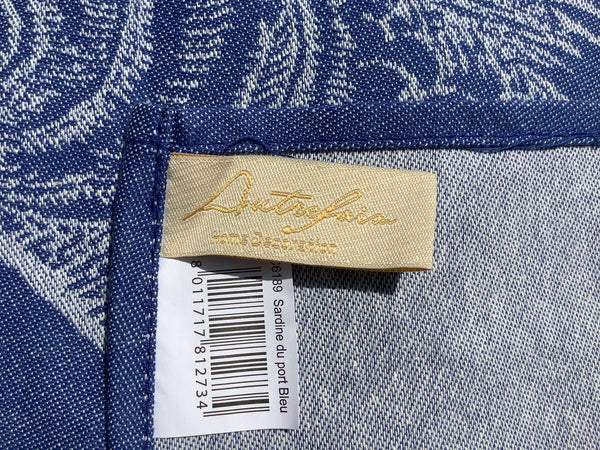 Autrefois
Home Decoration
6189 Sardine du port Bleu
8 011717 812734